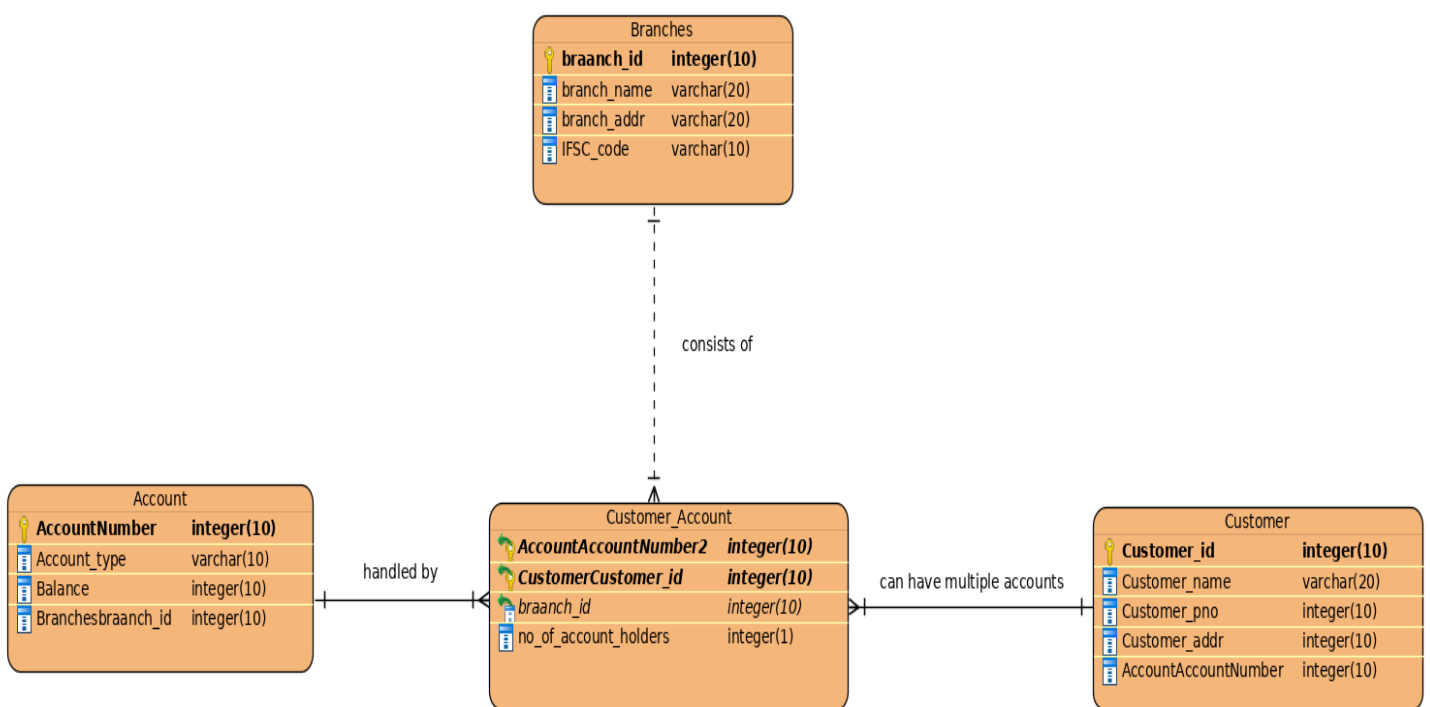 Branches
braanch_id integer(10)
branch_name varchar(20)
branch_addr varchar(20)
IFSC_code varchar(10)
consists of
Account
AccountNumber integer(10)
Account_type varchar(10)
Balance integer(10)
Branchesbraanch_id integer(10)
handled by
Customer_Account
AccountAccountNumber2 integer(10)
CustomerCustomer_id integer(10)
braanch_id integer(10)
no_of_account_holders integer(1)
can have multiple accounts
Customer
Customer_id integer(10)
Customer_name varchar(20)
Customer_pno integer(10)
Customer_addr integer(10)
AccountAccountNumber integer(10)